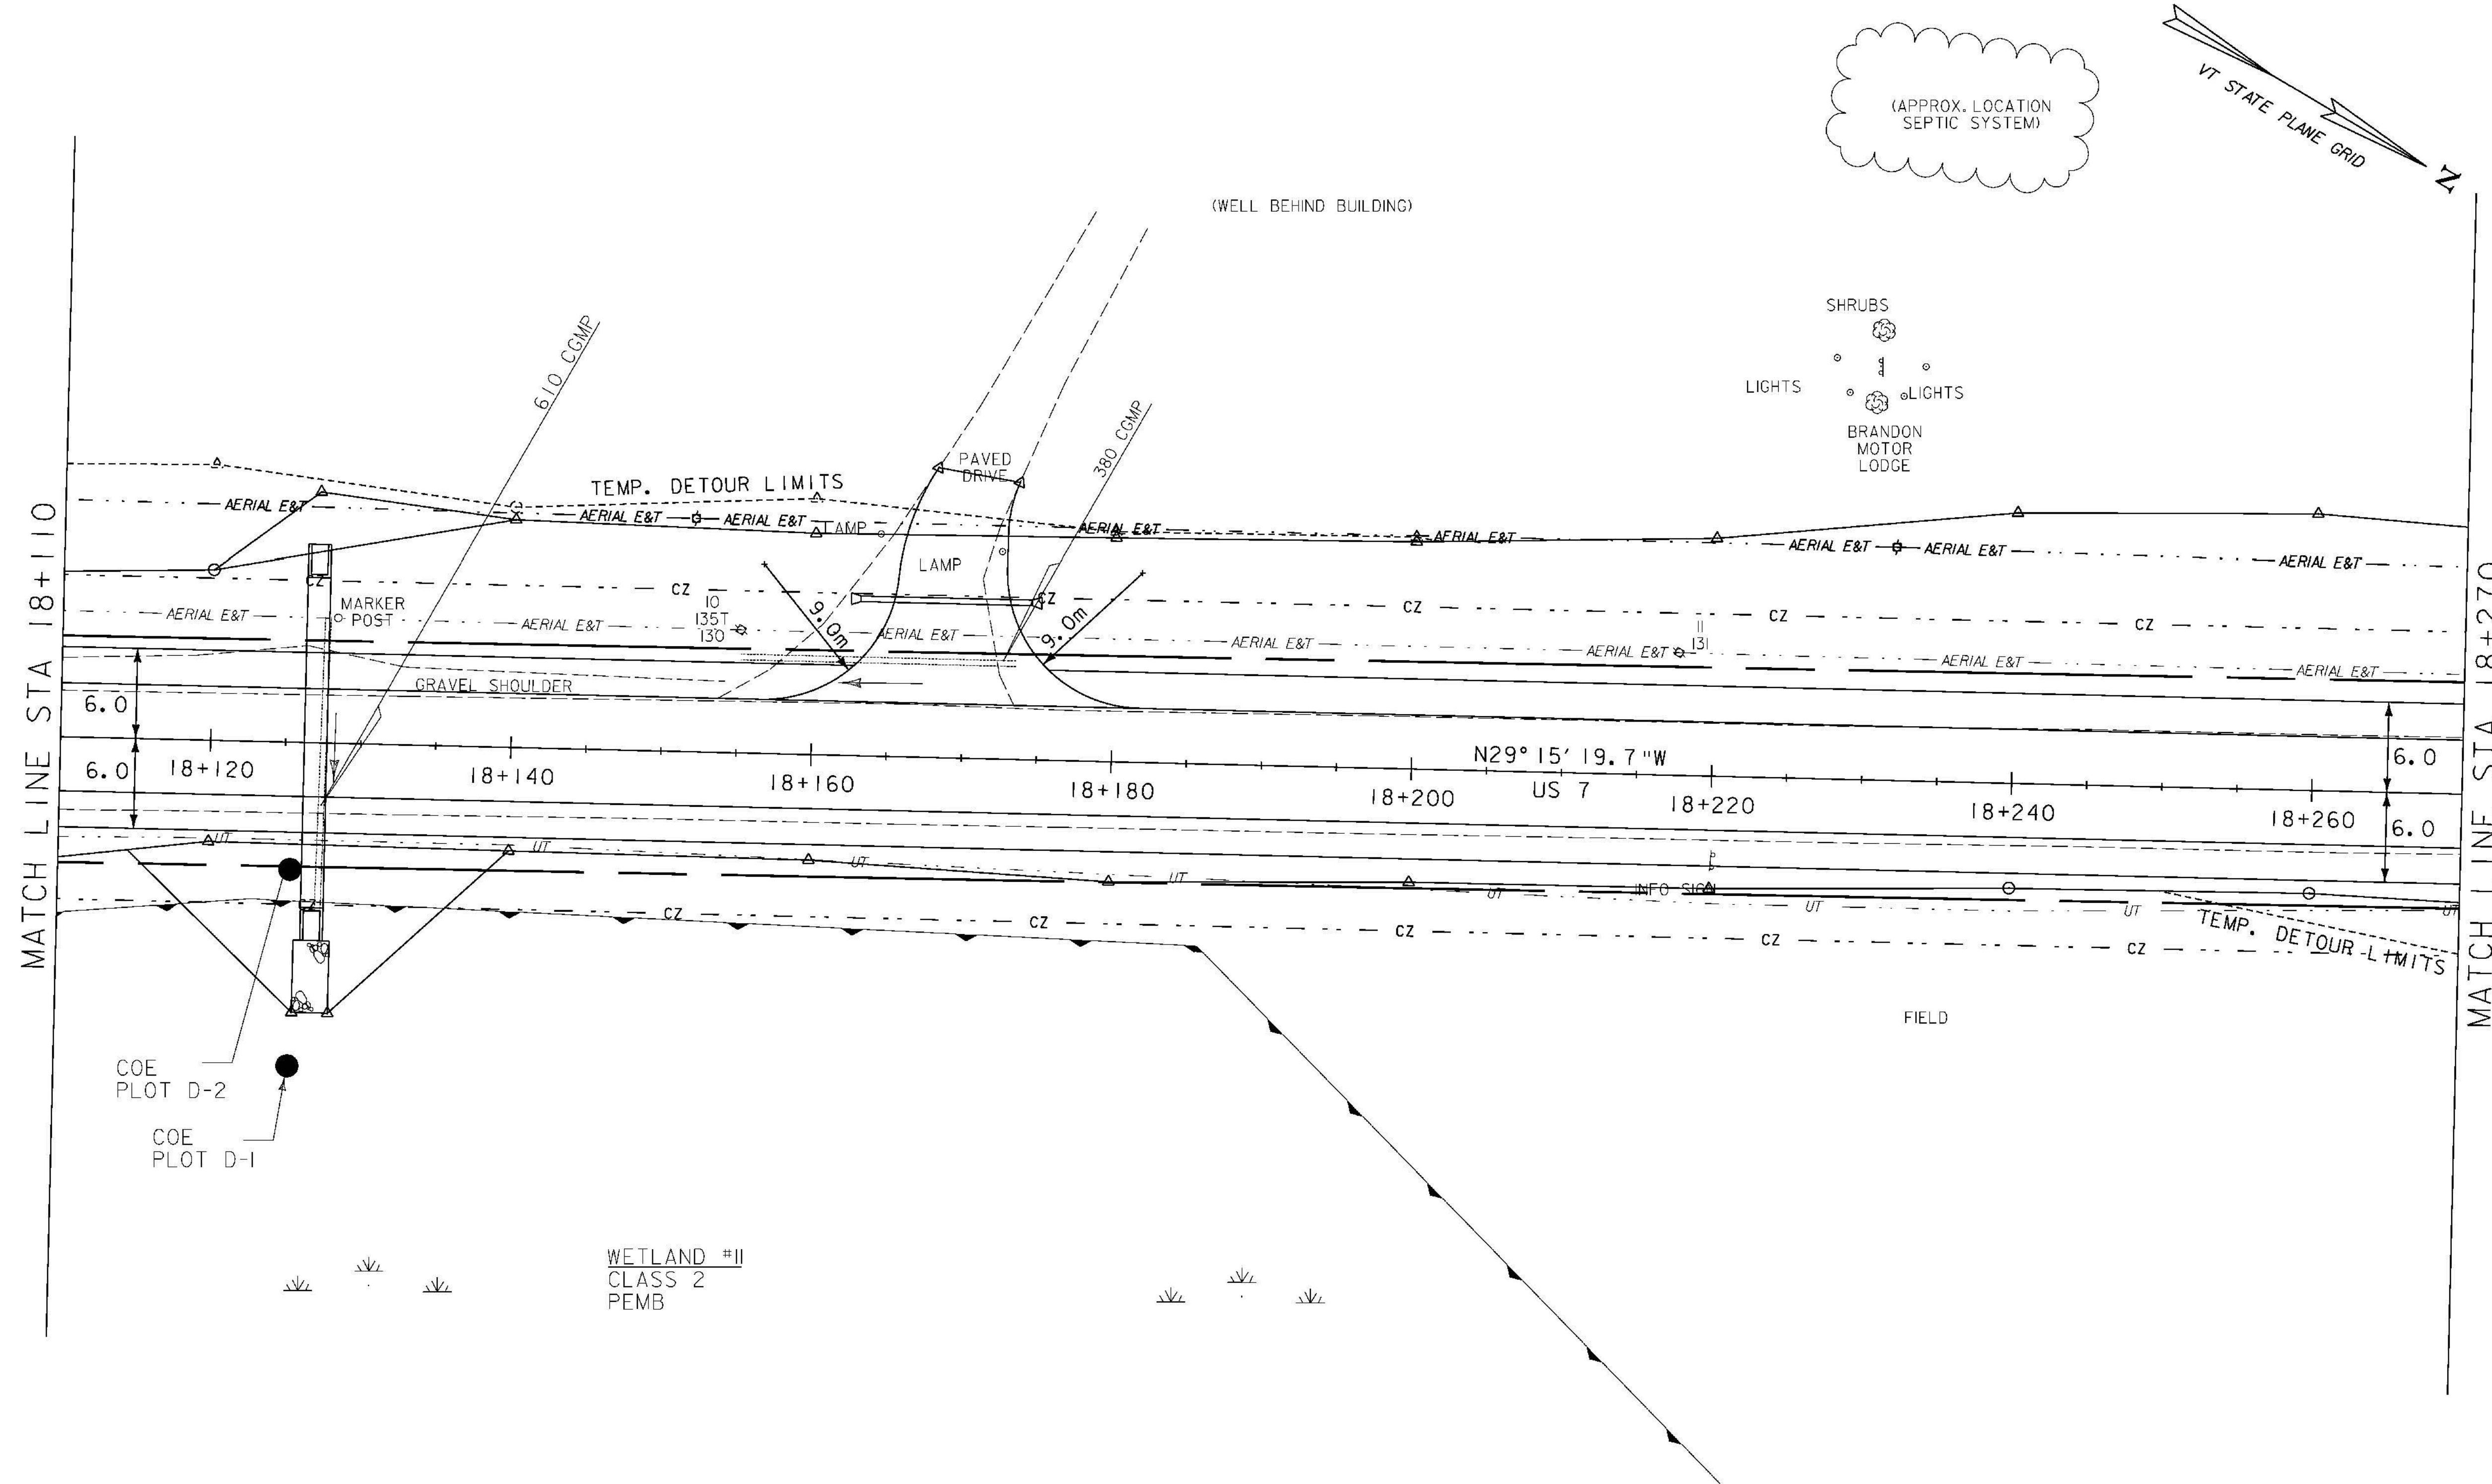 (APPROX. LOCATION
SEPTIC SYSTEM)
VT STATE PLANE GRID
N
(WELL BEHIND BUILDING)
SHRUBS
LIGHTS
LIGHTS
BRANDON
MOTOR
LODGE
610 CGMP
380 CGMP
PAVED
DRIVE
TEMP. DETOUR LIMITS
AERIAL E&T
AERIAL E&T
AERIAL E&T
LAMP
AERIAL E&T
AERIAL E&T
AERIAL E&T
AERIAL E&T
AERIAL E&T
LAMP
CZ
CZ
CZ
CZ
CZ
CZ
MARKER
POST
AERIAL E&T
AERIAL E&T
10
135T
130
9.0m
AERIAL E&T
9.0m
AERIAL E&T
AERIAL E&T
11
131
AERIAL E&T
AERIAL E&T
GRAVEL SHOULDER
MATCH LINE STA 18+110
MATCH LINE STA 18+270
6.0
6.0
6.0
6.0
N29° 15' 19.7"W
US 7
18+120
18+140
18+160
18+180
18+200
18+220
18+240
18+260
UT
UT
UT
UT
UT
INFO SIGN
UT
UT
UT
CZ
CZ
CZ
CZ
CZ
CZ
TEMP. DETOUR LIMITS
FIELD
COE
PLOT D-2
COE
PLOT D-1
WETLAND #11
CLASS 2
PEMB